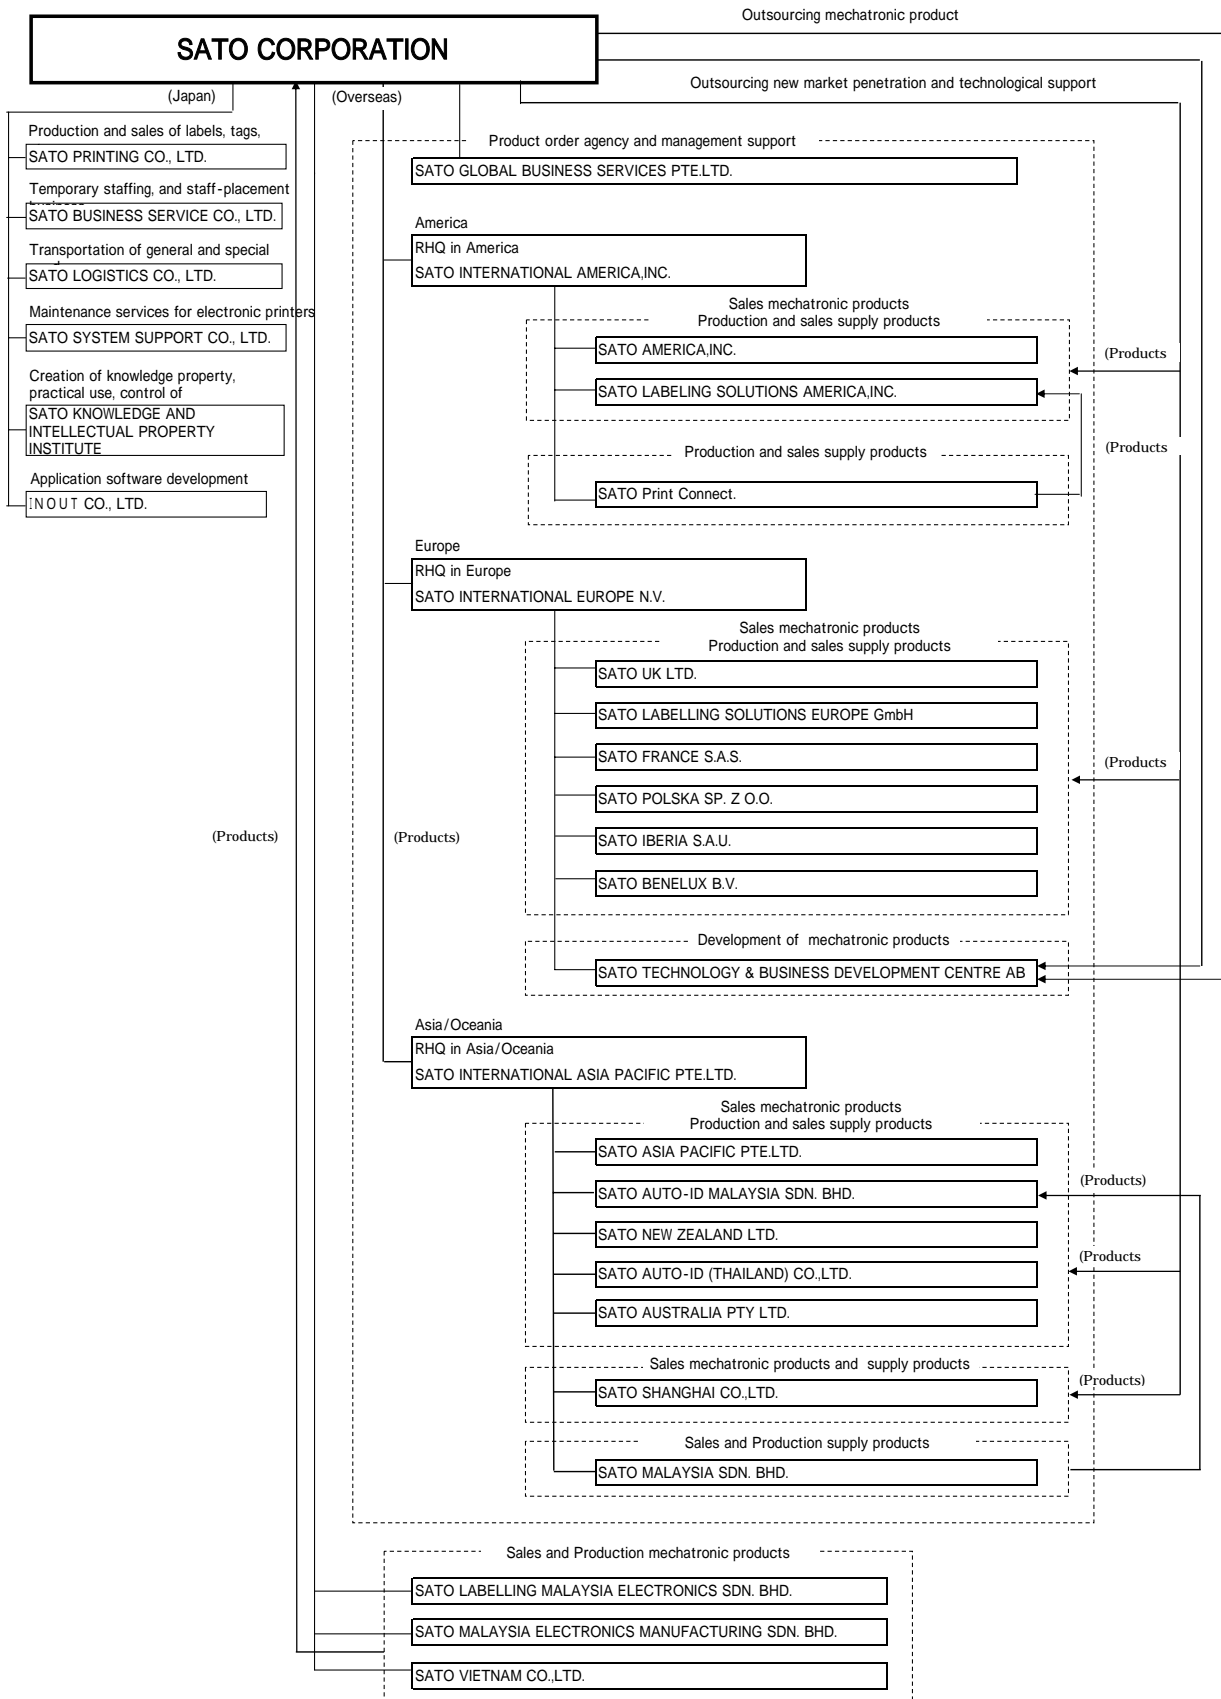 Outsourcing mechatronic product
SATO CORPORATION
Outsourcing new market penetration and technological support
(Japan)
(Overseas)
Production and sales of labels, tags,
SATO PRINTING CO., LTD.
Temporary staffing, and staff-placement
SATO BUSINESS SERVICE CO., LTD.
Transportation of general and special
SATO LOGISTICS CO., LTD.
Maintenance services for electronic printers
SATO SYSTEM SUPPORT CO., LTD.
Creation of knowledge property,
practical use, control of
SATO KNOWLEDGE AND
INTELLECTUAL PROPERTY
INSTITUTE
Application software development
INOUT CO., LTD.
Product order agency and management support
SATO GLOBAL BUSINESS SERVICES PTE.LTD.
America
RHQ in America
SATO INTERNATIONAL AMERICA,INC.
Sales mechatronic products
Production and sales supply products
SATO AMERICA,INC.
(Products
SATO LABELING SOLUTIONS AMERICA,INC.
(Products
Production and sales supply products
SATO Print Connect.
Europe
RHQ in Europe
SATO INTERNATIONAL EUROPE N.V.
Sales mechatronic products
Production and sales supply products
SATO UK LTD.
SATO LABELLING SOLUTIONS EUROPE GmbH
SATO FRANCE S.A.S.
(Products
SATO POLSKA SP. Z O.O.
(Products)
(Products)
SATO IBERIA S.A.U.
SATO BENELUX B.V.
Development of mechatronic products
SATO TECHNOLOGY & BUSINESS DEVELOPMENT CENTRE AB
Asia/Oceania
RHQ in Asia/Oceania
SATO INTERNATIONAL ASIA PACIFIC PTE.LTD.
Sales mechatronic products
Production and sales supply products
SATO ASIA PACIFIC PTE.LTD.
(Products)
SATO AUTO-ID MALAYSIA SDN. BHD.
SATO NEW ZEALAND LTD.
(Products
SATO AUTO-ID (THAILAND) CO.,LTD.
SATO AUSTRALIA PTY LTD.
Sales mechatronic products and supply products
(Products)
SATO SHANGHAI CO.,LTD.
Sales and Production supply products
SATO MALAYSIA SDN. BHD.
Sales and Production mechatronic products
SATO LABELLING MALAYSIA ELECTRONICS SDN. BHD.
SATO MALAYSIA ELECTRONICS MANUFACTURING SDN. BHD.
SATO VIETNAM CO.,LTD.